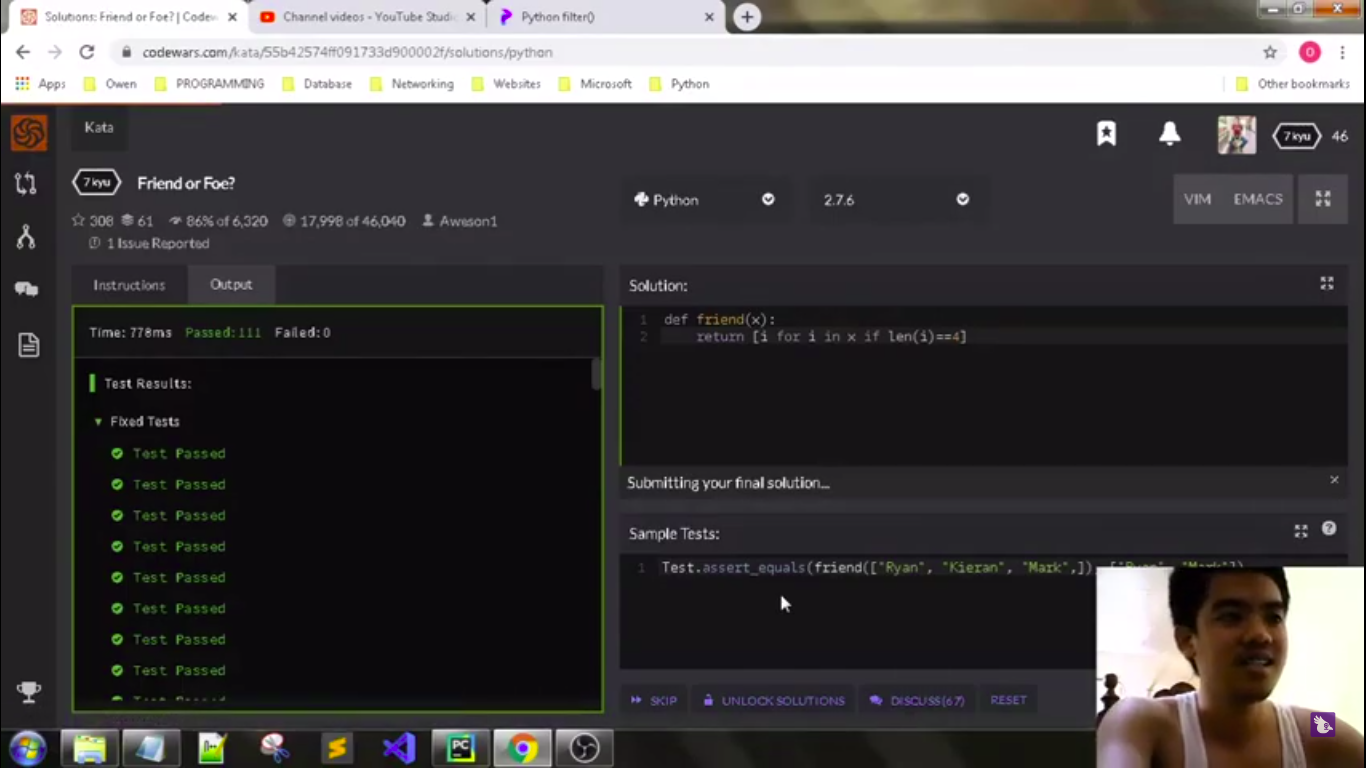 Solutions: Friend or Foe? | Codew
Channel videos - YouTube Studio
Python filter()
codewars.com/kata/55b42574ff091733d900002f/solutions/python
O
Apps Owen PROGRAMMING Database Networking Websites Microsoft Python Other bookmarks
Kata
7 kyu 46
7 kyu Friend or Foe?
Python 2.7.6 VIM EMACS
308 61 86% of 6,320 17,998 of 46,040 Aweson1
1 Issue Reported
Instructions Output
Solution:
Time: 778ms Passed: 111 Failed: 0
1 def friend(x):
2 return [i for i in x if len(i)==4]
Test Results:
Fixed Tests
Test Passed
Test Passed
Test Passed
Test Passed
Test Passed
Test Passed
Test Passed
Test Passed
Submitting your final solution...
Sample Tests:
1 Test.assert_equals(friend(["Ryan", "Kieran", "Mark",]), ["Ryan", "Mark"])
SKIP UNLOCK SOLUTIONS DISCUSS (67) RESET
PC